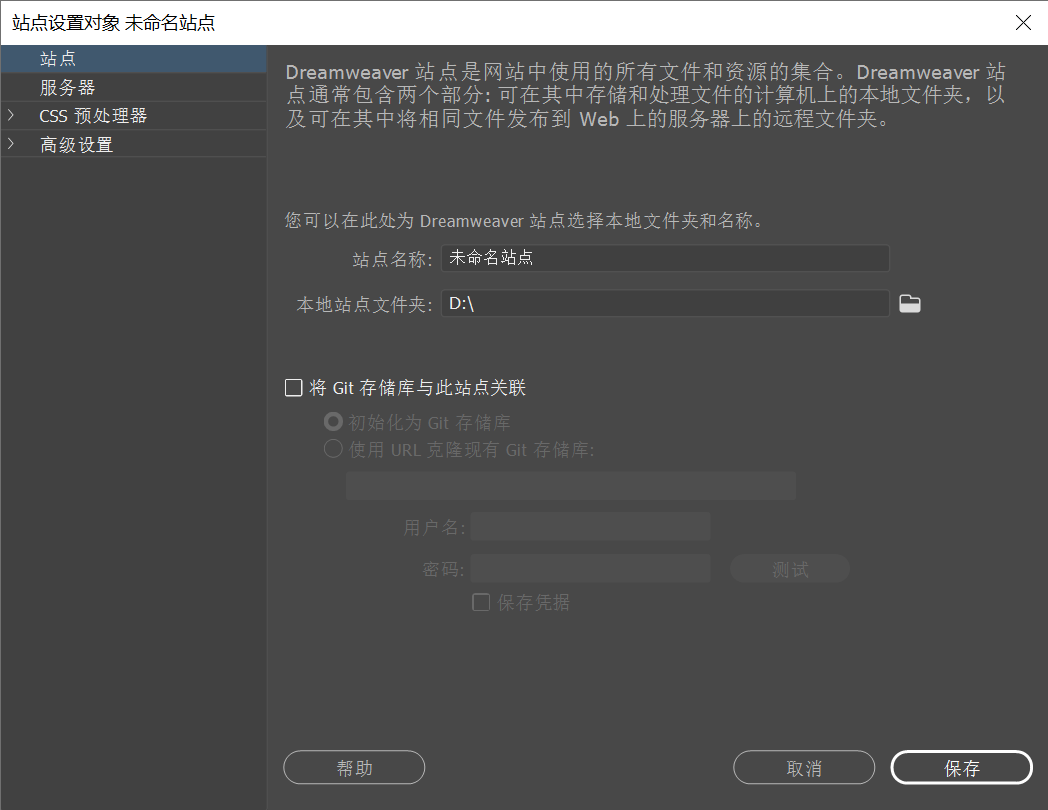 站点设置对象 未命名站点
站点
服务器
CSS 预处理器
高级设置
Dreamweaver 站点是网站中使用的所有文件和资源的集合。Dreamweaver 站
点通常包含两个部分: 可在其中存储和处理文件的计算机上的本地文件夹，以
及可在其中将相同文件发布到 Web 上的服务器上的远程文件夹。
您可以在此处为 Dreamweaver 站点选择本地文件夹和名称。
站点名称: 未命名站点
本地站点文件夹: D:\
将 Git 存储库与此站点关联
初始化为 Git 存储库
使用 URL 克隆现有 Git 存储库:
用户名:
密码: 测试
保存凭据
帮助 取消 保存